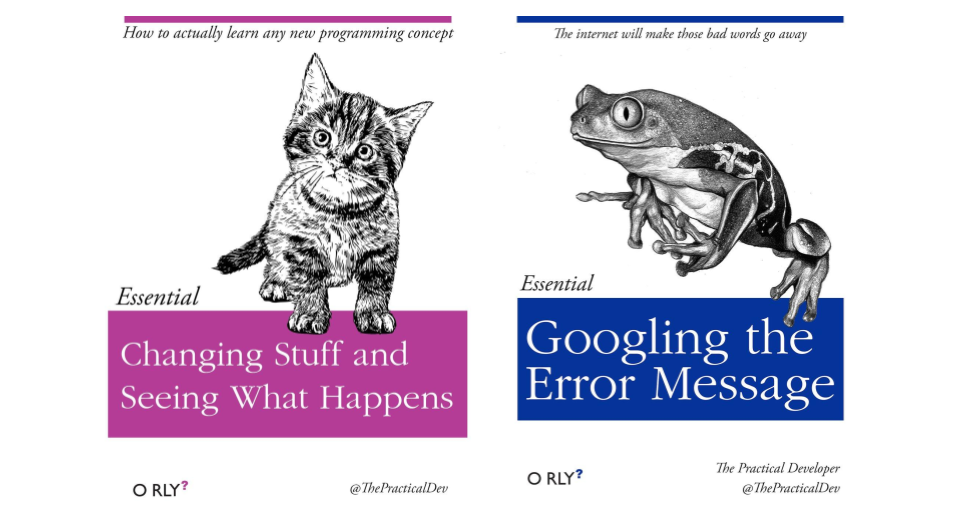 How to actually learn any new programming concept
Essential
Changing Stuff and
Seeing What Happens
O RLY?
@ThePracticalDev
The internet will make those bad words go away
Essential
Googling the
Error Message
O RLY?
The Practical Developer
@ThePracticalDev